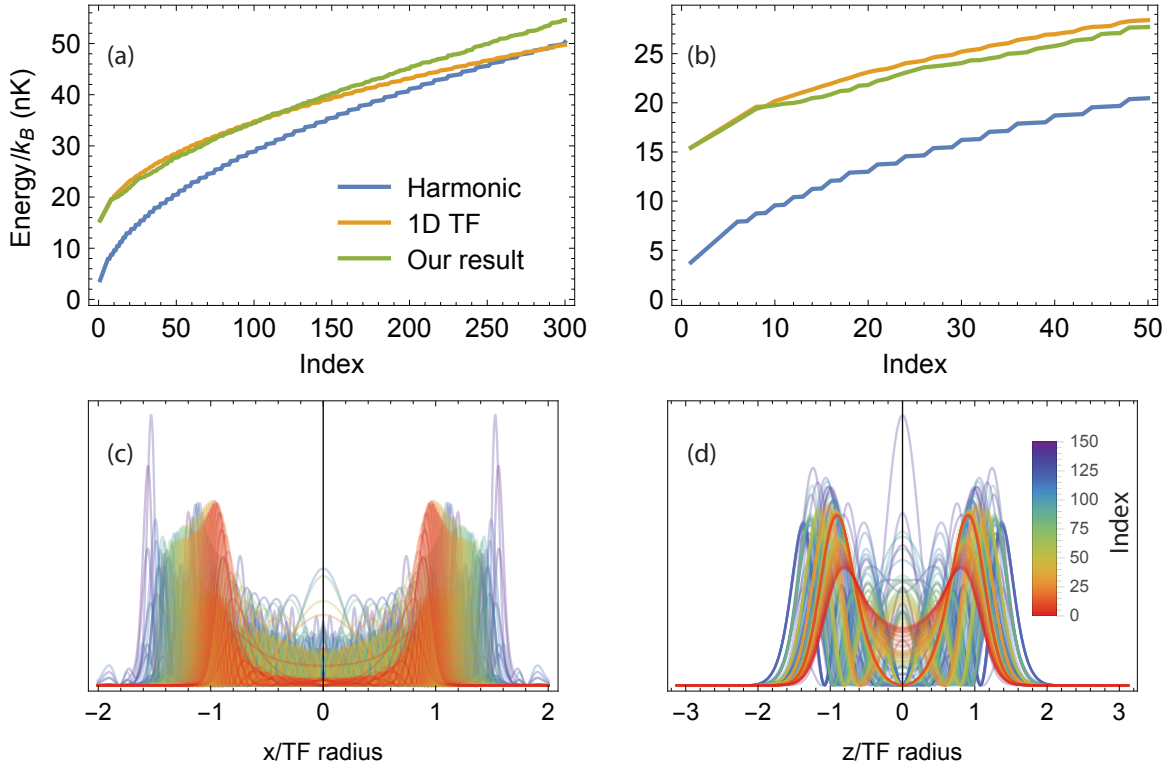 (a)
Energy/k_B (nK)
50
40
30
20
10
0
Harmonic
1D TF
Our result
0 50 100 150 200 250 300
Index
(b)
25
20
15
10
5
0
0 10 20 30 40 50
Index
(c)
−2 −1 0 1 2
x/TF radius
(d)
150
125
100
75
50
25
0
Index
−3 −2 −1 0 1 2 3
z/TF radius